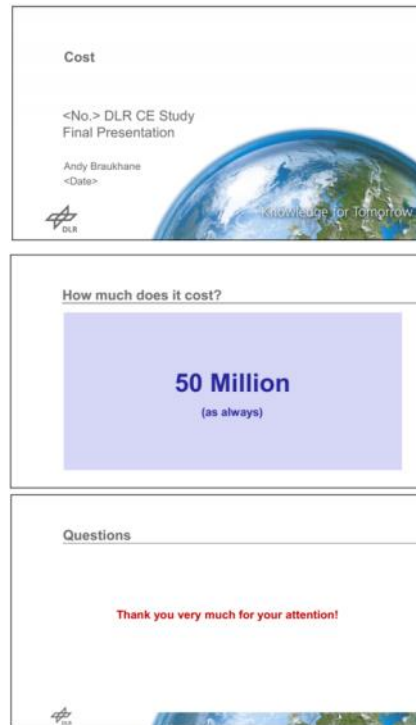 Cost
<No.> DLR CE Study
Final Presentation
Andy Braukhane
<Date>
Knowledge for Tomorrow
DLR
How much does it cost?
50 Million
(as always)
Questions
Thank you very much for your attention!
DLR